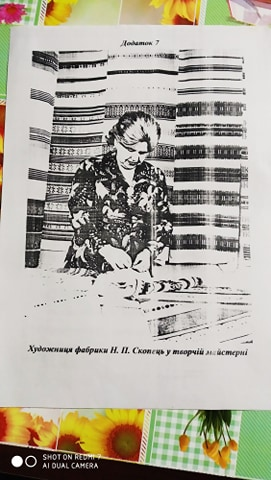 Додаток 7
Художниця фабрики Н. П. Скопець у творчій майстерні
SHOT ON REDMI 7
AI DUAL CAMERA